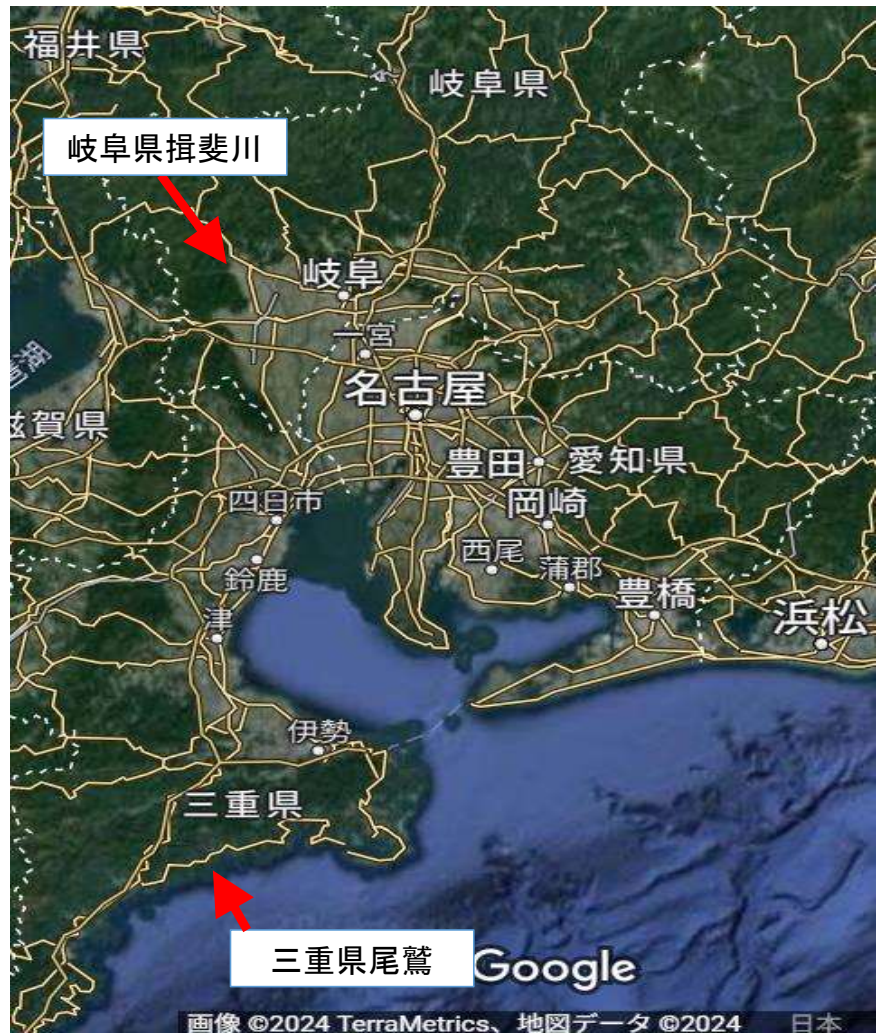 福井県
岐阜県
岐阜県揖斐川
岐阜
一宮
名古屋
滋賀県
豊田
愛知県
四日市
岡崎
西尾
蒲郡
鈴鹿
豊橋
津
浜松
伊勢
三重県
三重県尾鷲
Google
画像 ©2024 TerraMetrics、地図データ ©2024 日本